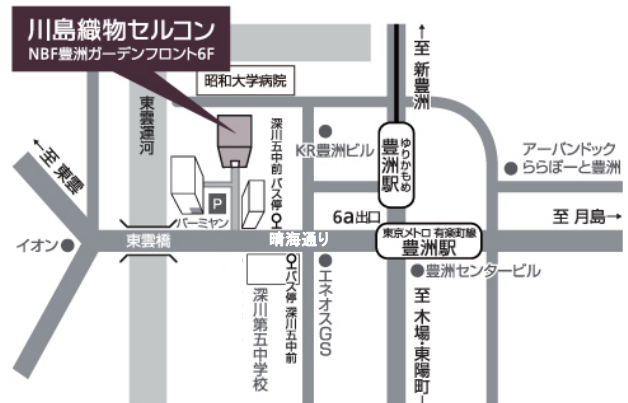 川島織物セルコン
NBF豊洲ガーデンフロント6F
昭和大学病院
←至 新豊洲
東雲運河
深川五中前 バス停
KR豊洲ビル
ゆりかもめ
豊洲駅
アーバンドック
ららぽーと豊洲
←至 東雲
P
バーミヤン
6a出口
至 月島→
イオン
東雲橋
晴海通り
東京メトロ 有楽町線
豊洲駅
豊洲センタービル
バス停 深川五中前
エネオスGS
深川第五中学校
至 木場・東陽町→